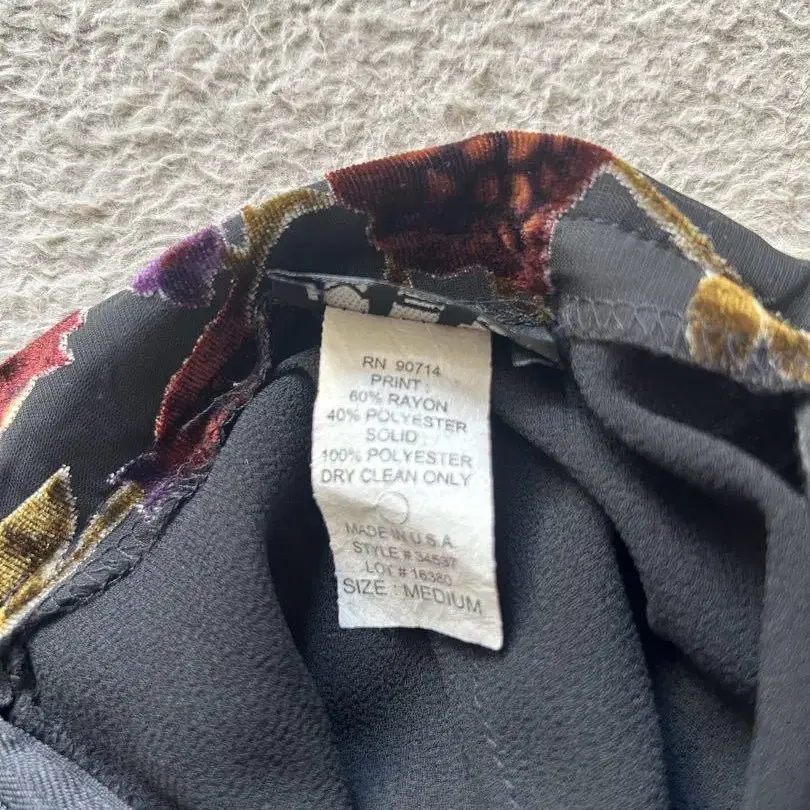 RN 90714
PRINT :
60% RAYON
40% POLYESTER
SOLID :
100% POLYESTER
DRY CLEAN ONLY
MADE IN U.S.A.
STYLE # 34537
LOT # 16380
SIZE : MEDIUM